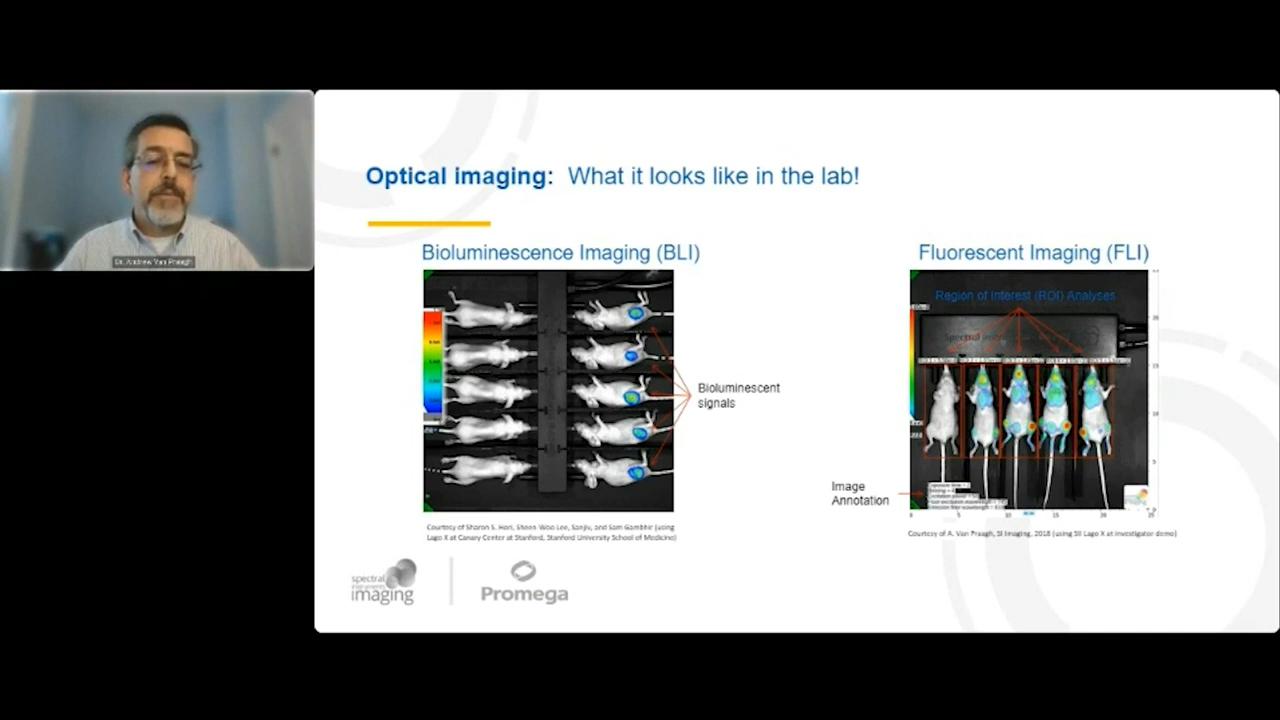 Dr. Andrew Van Praagh
Optical imaging: What it looks like in the lab!
Bioluminescence Imaging (BLI)
Bioluminescent
signals
Courtesy of Sharon S. Hori, Sheen-Woo Lee, Sanjiv, and Sam Gambhir (using
Lago X at Canary Center at Stanford, Stanford University School of Medicine)
Fluorescent Imaging (FLI)
Region of Interest (ROI) Analyses
Spectral
Image
Annotation
Courtesy of A. Van Praagh, SI Imaging, 2018 (using SII Lago X at investigator demo)
spectral
instruments
imaging
Promega